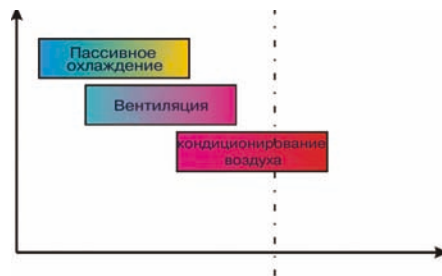 Пассивное
охлаждение
Вентиляция
кондиционирование
воздуха